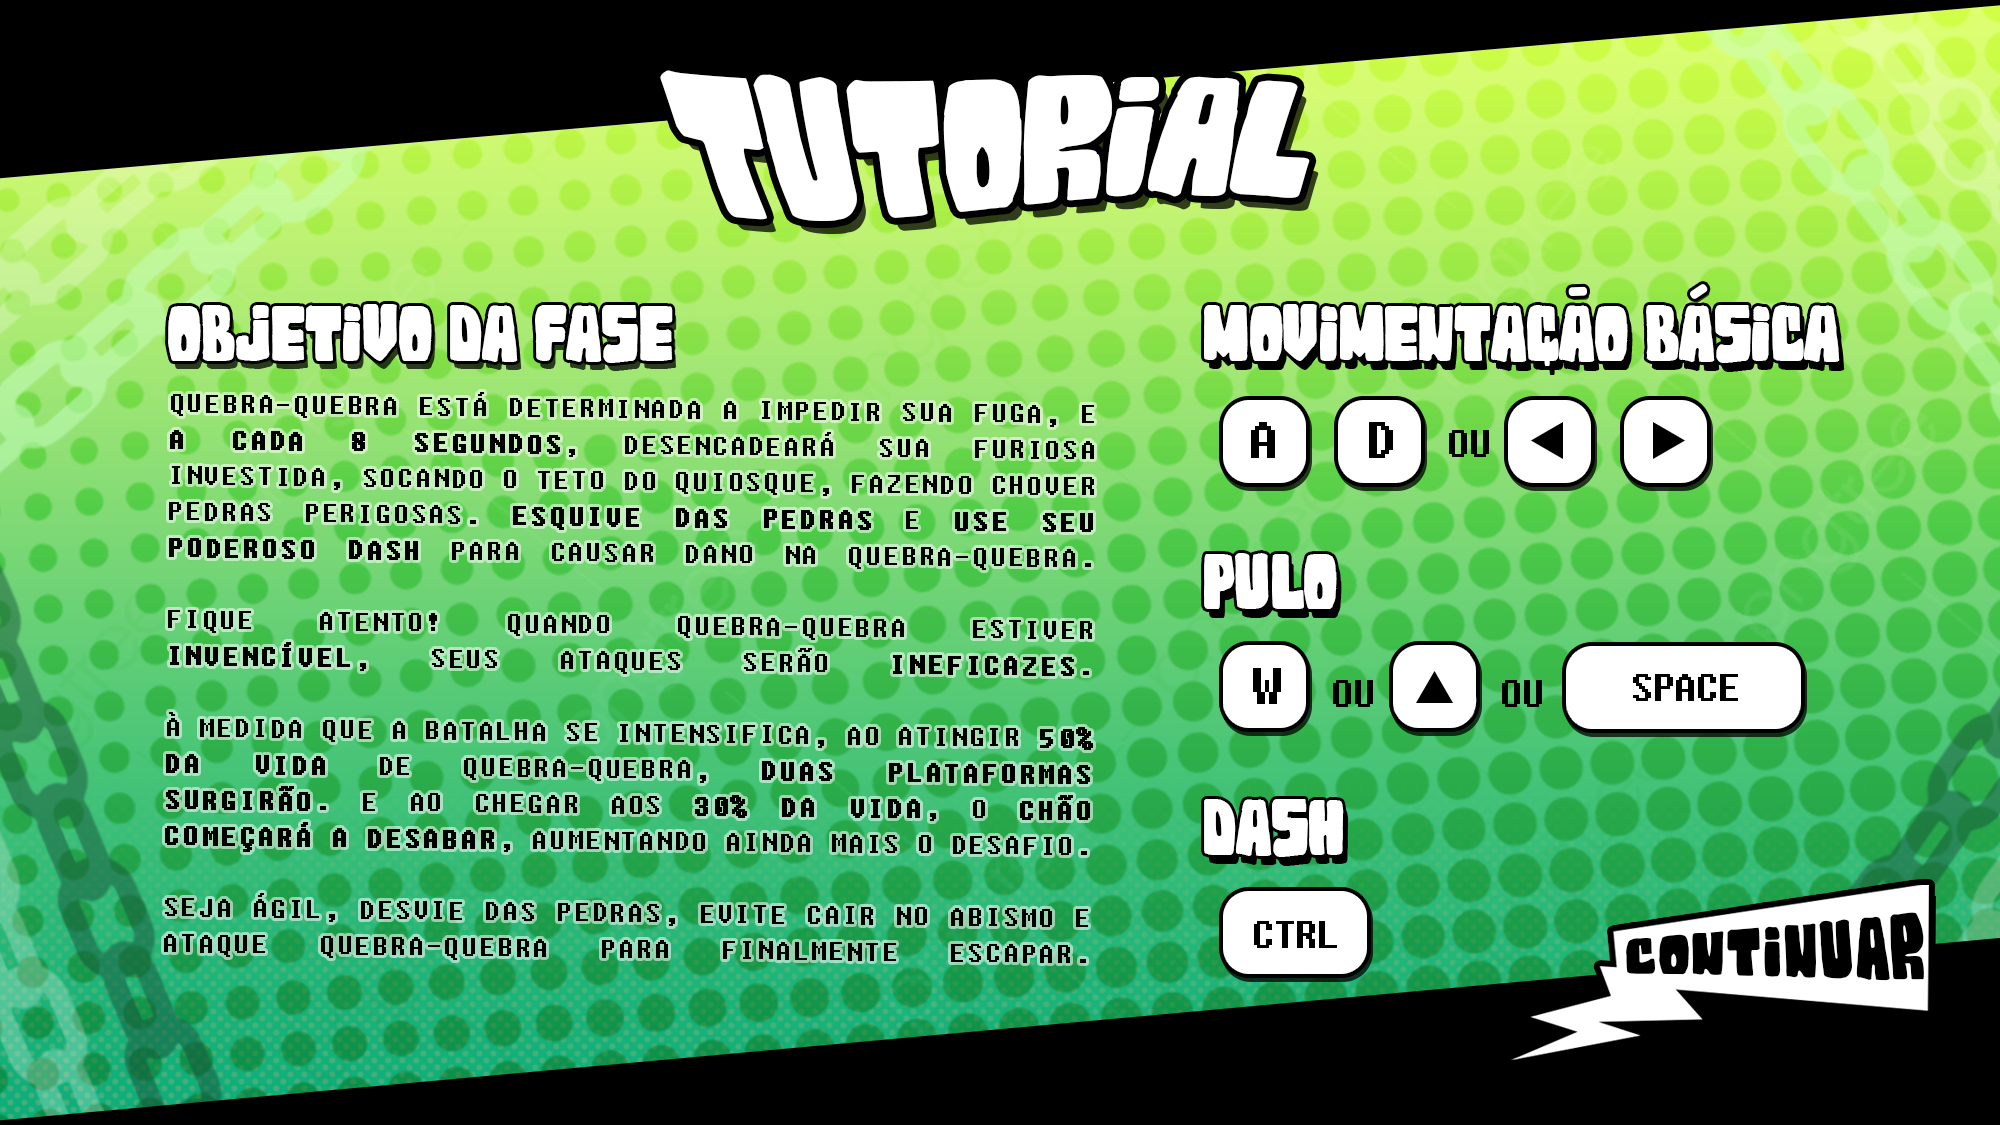 TUTORIAL
OBJETIVO DA FASE
QUEBRA-QUEBRA ESTÁ DETERMINADA A IMPEDIR SUA FUGA, E
A CADA 8 SEGUNDOS, DESENCADEARÁ SUA FURIOSA
INVESTIDA, SOCANDO O TETO DO QUIOSQUE, FAZENDO CHOVER
PEDRAS PERIGOSAS. ESQUIVE DAS PEDRAS E USE SEU
PODEROSO DASH PARA CAUSAR DANO NA QUEBRA-QUEBRA.
FIQUE ATENTO! QUANDO QUEBRA-QUEBRA ESTIVER
INVENCÍVEL, SEUS ATAQUES SERÃO INEFICAZES.
À MEDIDA QUE A BATALHA SE INTENSIFICA, AO ATINGIR 50%
DA VIDA DE QUEBRA-QUEBRA, DUAS PLATAFORMAS
SURGIRÃO. E AO CHEGAR AOS 30% DA VIDA, O CHÃO
COMEÇARÁ A DESABAR, AUMENTANDO AINDA MAIS O DESAFIO.
SEJA ÁGIL, DESVIE DAS PEDRAS, EVITE CAIR NO ABISMO E
ATAQUE QUEBRA-QUEBRA PARA FINALMENTE ESCAPAR.
MOVIMENTAÇÃO BÁSICA
A D OU ◀ ▶
PULO
W OU ▲ OU SPACE
DASH
CTRL
CONTINUAR